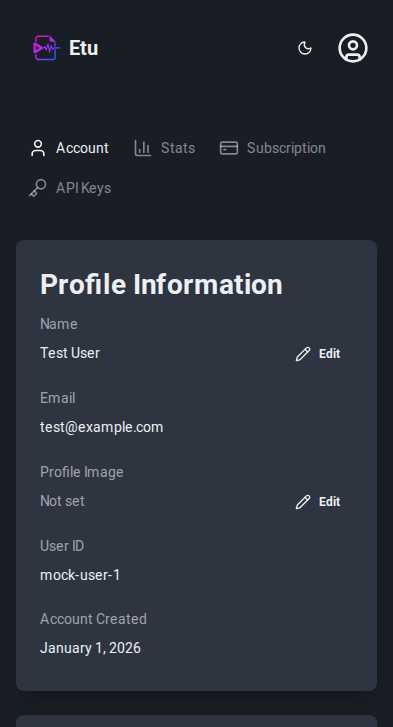 Etu
Account Stats Subscription
API Keys
Profile Information
Name
Test User Edit
Email
test@example.com
Profile Image
Not set Edit
User ID
mock-user-1
Account Created
January 1, 2026